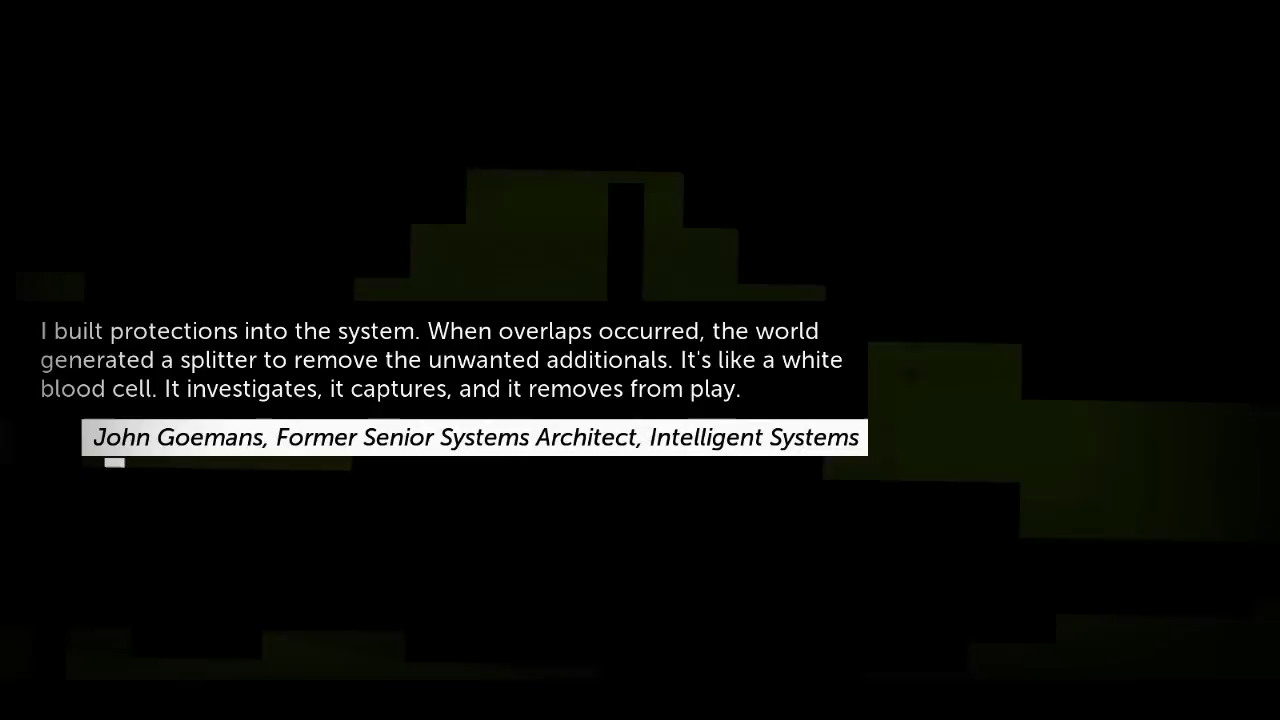 I built protections into the system. When overlaps occurred, the world
generated a splitter to remove the unwanted additionals. It's like a white
blood cell. It investigates, it captures, and it removes from play.
John Goemans, Former Senior Systems Architect, Intelligent Systems